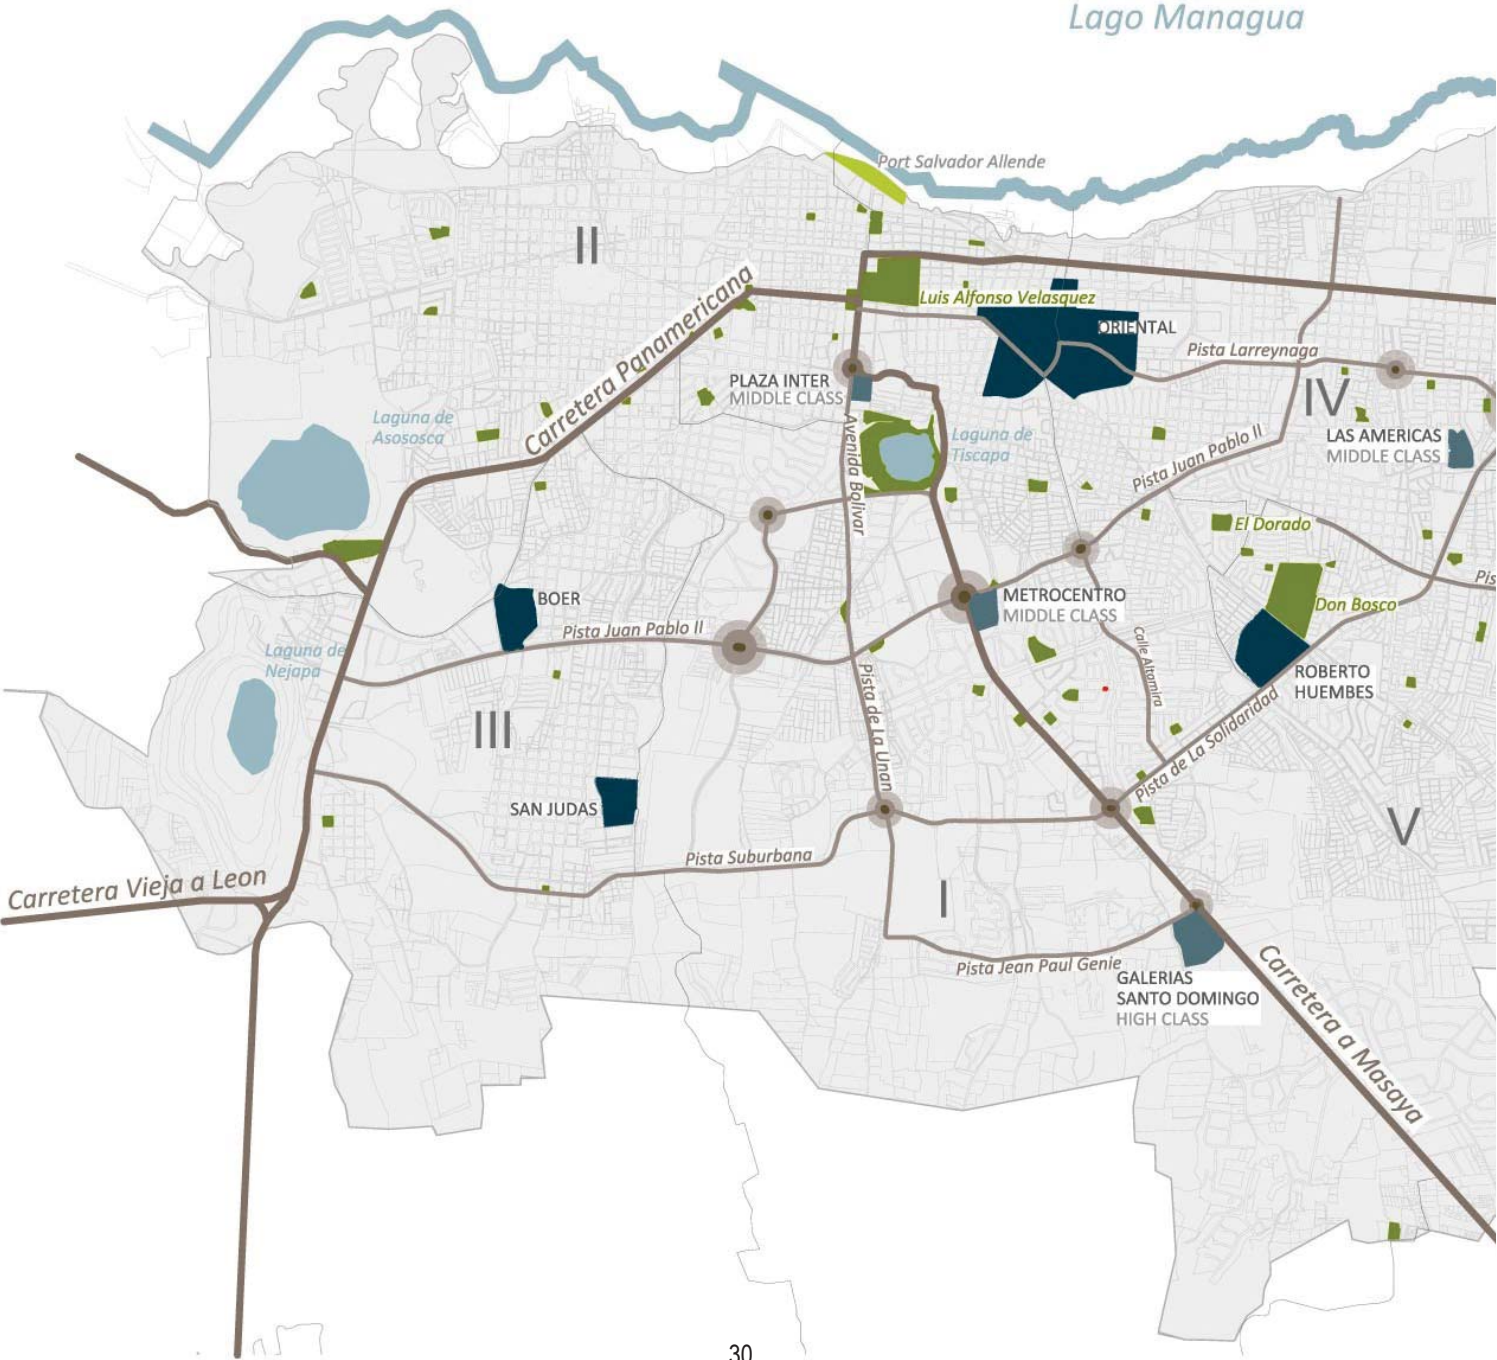 Lago Managua
Port Salvador Allende
II
Carretera Panamericana
Luis Alfonso Velasquez
ORIENTAL
Pista Larreynaga
PLAZA INTER
MIDDLE CLASS
IV
Laguna de
Asososca
Avenida Bolivar
Laguna de
Tiscapa
Pista Juan Pablo II
LAS AMERICAS
MIDDLE CLASS
El Dorado
Pis
BOER
METROCENTRO
MIDDLE CLASS
Don Bosco
Pista Juan Pablo II
Laguna de
Nejapa
Calle Altamira
ROBERTO
HUEMBES
III
Pista de La Unan
Pista de La Solidaridad
SAN JUDAS
V
Pista Suburbana
Carretera Vieja a Leon
I
Pista Jean Paul Genie
GALERIAS
SANTO DOMINGO
HIGH CLASS
Carretera a Masaya
30